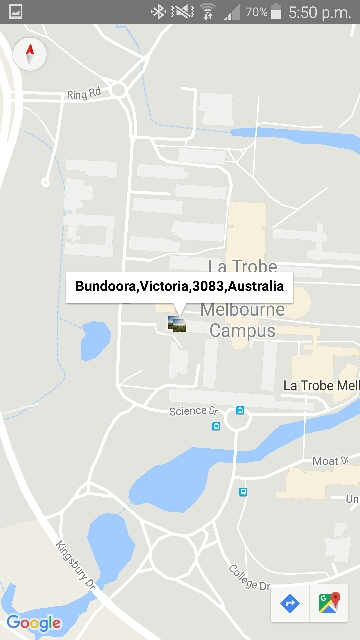 70% 5:50 p.m.
Ring Rd
La Trobe
Bundoora,Victoria,3083,Australia
Melbourne
Campus
La Trobe Mel
Science Dr
Moat
Un
Kingsbury Dr
College Dr
Google